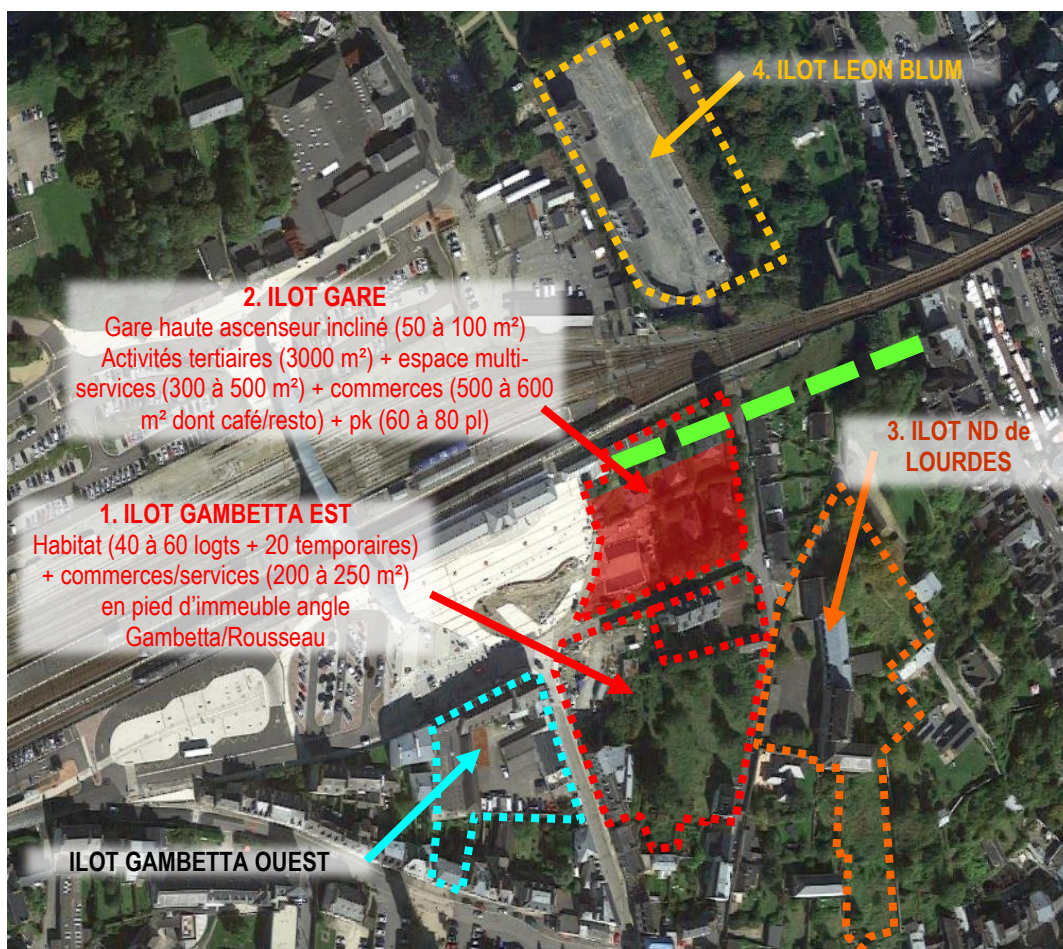 4. ILOT LEON BLUM
2. ILOT GARE
Gare haute ascenseur incliné (50 à 100 m²)
Activités tertiaires (3000 m²) + espace multi-
services (300 à 500 m²) + commerces (500 à 600
m² dont café/resto) + pk (60 à 80 pl)
3. ILOT ND de
LOURDES
1. ILOT GAMBETTA EST
Habitat (40 à 60 logts + 20 temporaires)
+ commerces/services (200 à 250 m²)
en pied d’immeuble angle
Gambetta/Rousseau
ILOT GAMBETTA OUEST